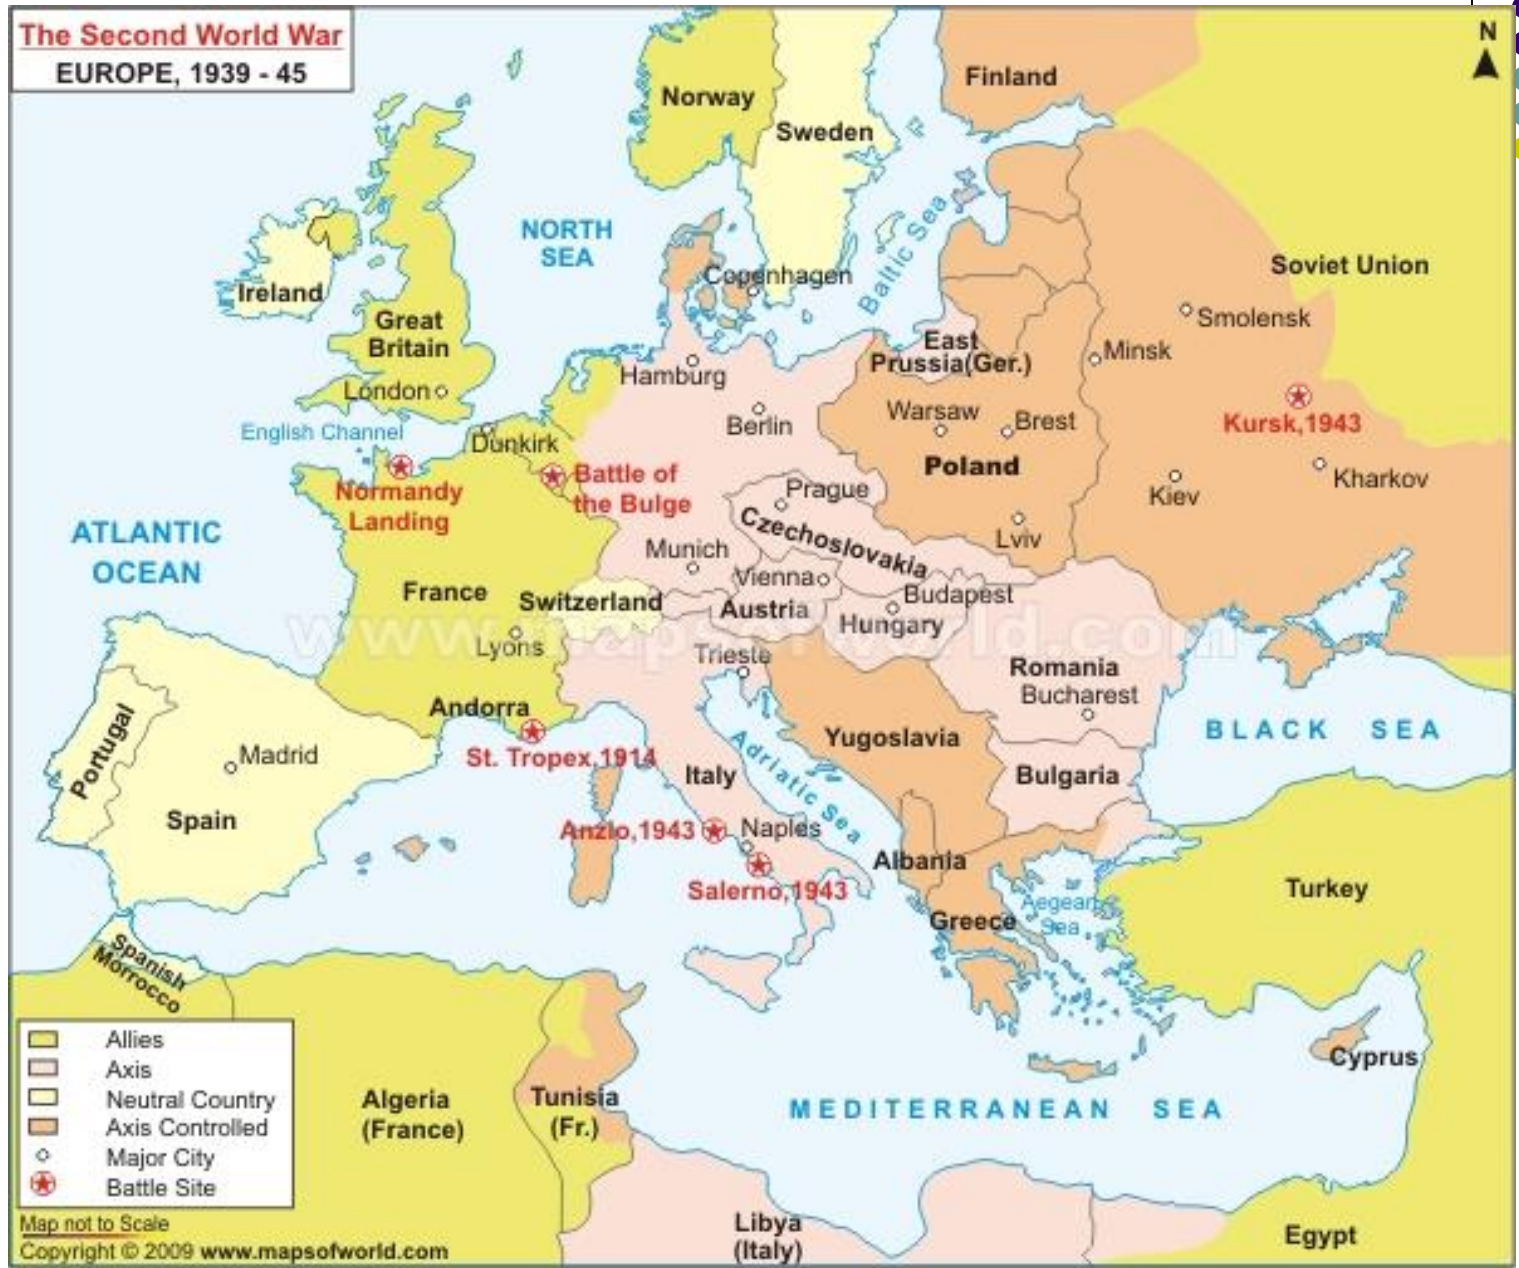 The Second World War
EUROPE, 1939 - 45
N
Finland
Norway
Sweden
NORTH
SEA
Baltic Sea
Soviet Union
Copenhagen
Ireland
Great
Britain
Smolensk
East
Prussia(Ger.)
Minsk
London
Hamburg
Berlin
Warsaw
Brest
Kursk,1943
English Channel
Dunkirk
Poland
Normandy
Landing
Battle of
the Bulge
Prague
Kiev
Kharkov
ATLANTIC
OCEAN
Czechoslovakia
Lviv
Munich
Vienna
France
Switzerland
Austria
Budapest
Hungary
www.mapsofworld.com
Lyons
Trieste
Romania
Bucharest
Andorra
Portugal
Madrid
St. Tropex,1914
Adriatic Sea
Yugoslavia
BLACK SEA
Italy
Bulgaria
Spain
Anzio,1943
Naples
Albania
Salerno,1943
Turkey
Greece
Aegean
Sea
Spanish
Morrocco
Allies
Axis
Neutral Country
Axis Controlled
Major City
Battle Site
Cyprus
Algeria
(France)
Tunisia
(Fr.)
MEDITERRANEAN SEA
Libya
(Italy)
Egypt
Map not to Scale
Copyright © 2009 www.mapsofworld.com